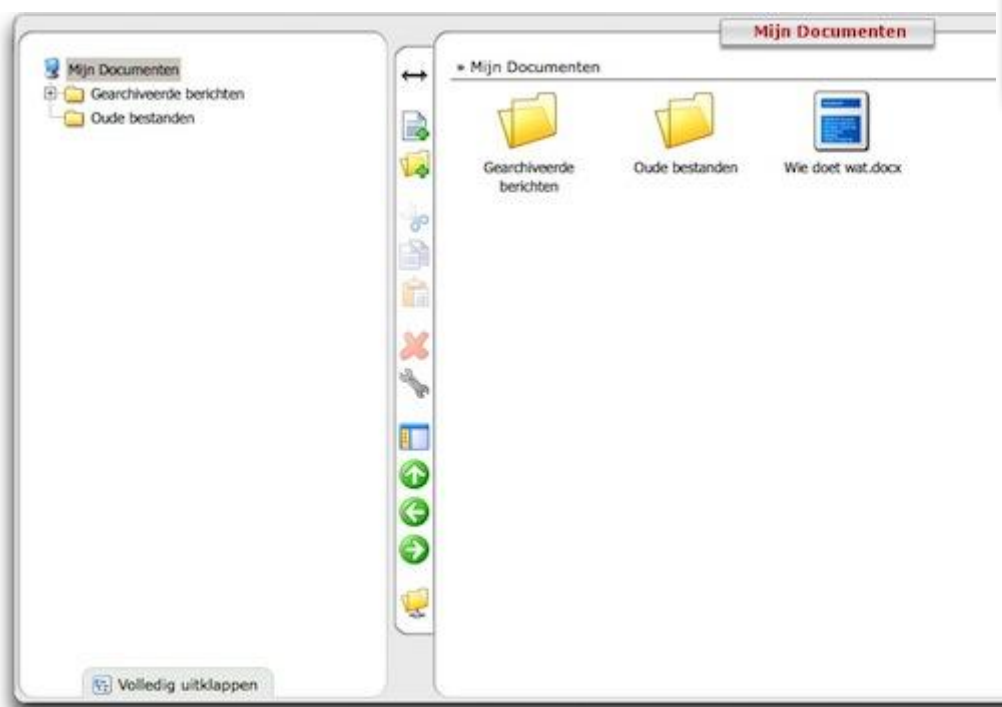 Mijn Documenten
Mijn Documenten
Gearchiveerde berichten
Oude bestanden
» Mijn Documenten
Gearchiveerde
berichten
Oude bestanden
Wie doet wat.docx
Volledig uitklappen